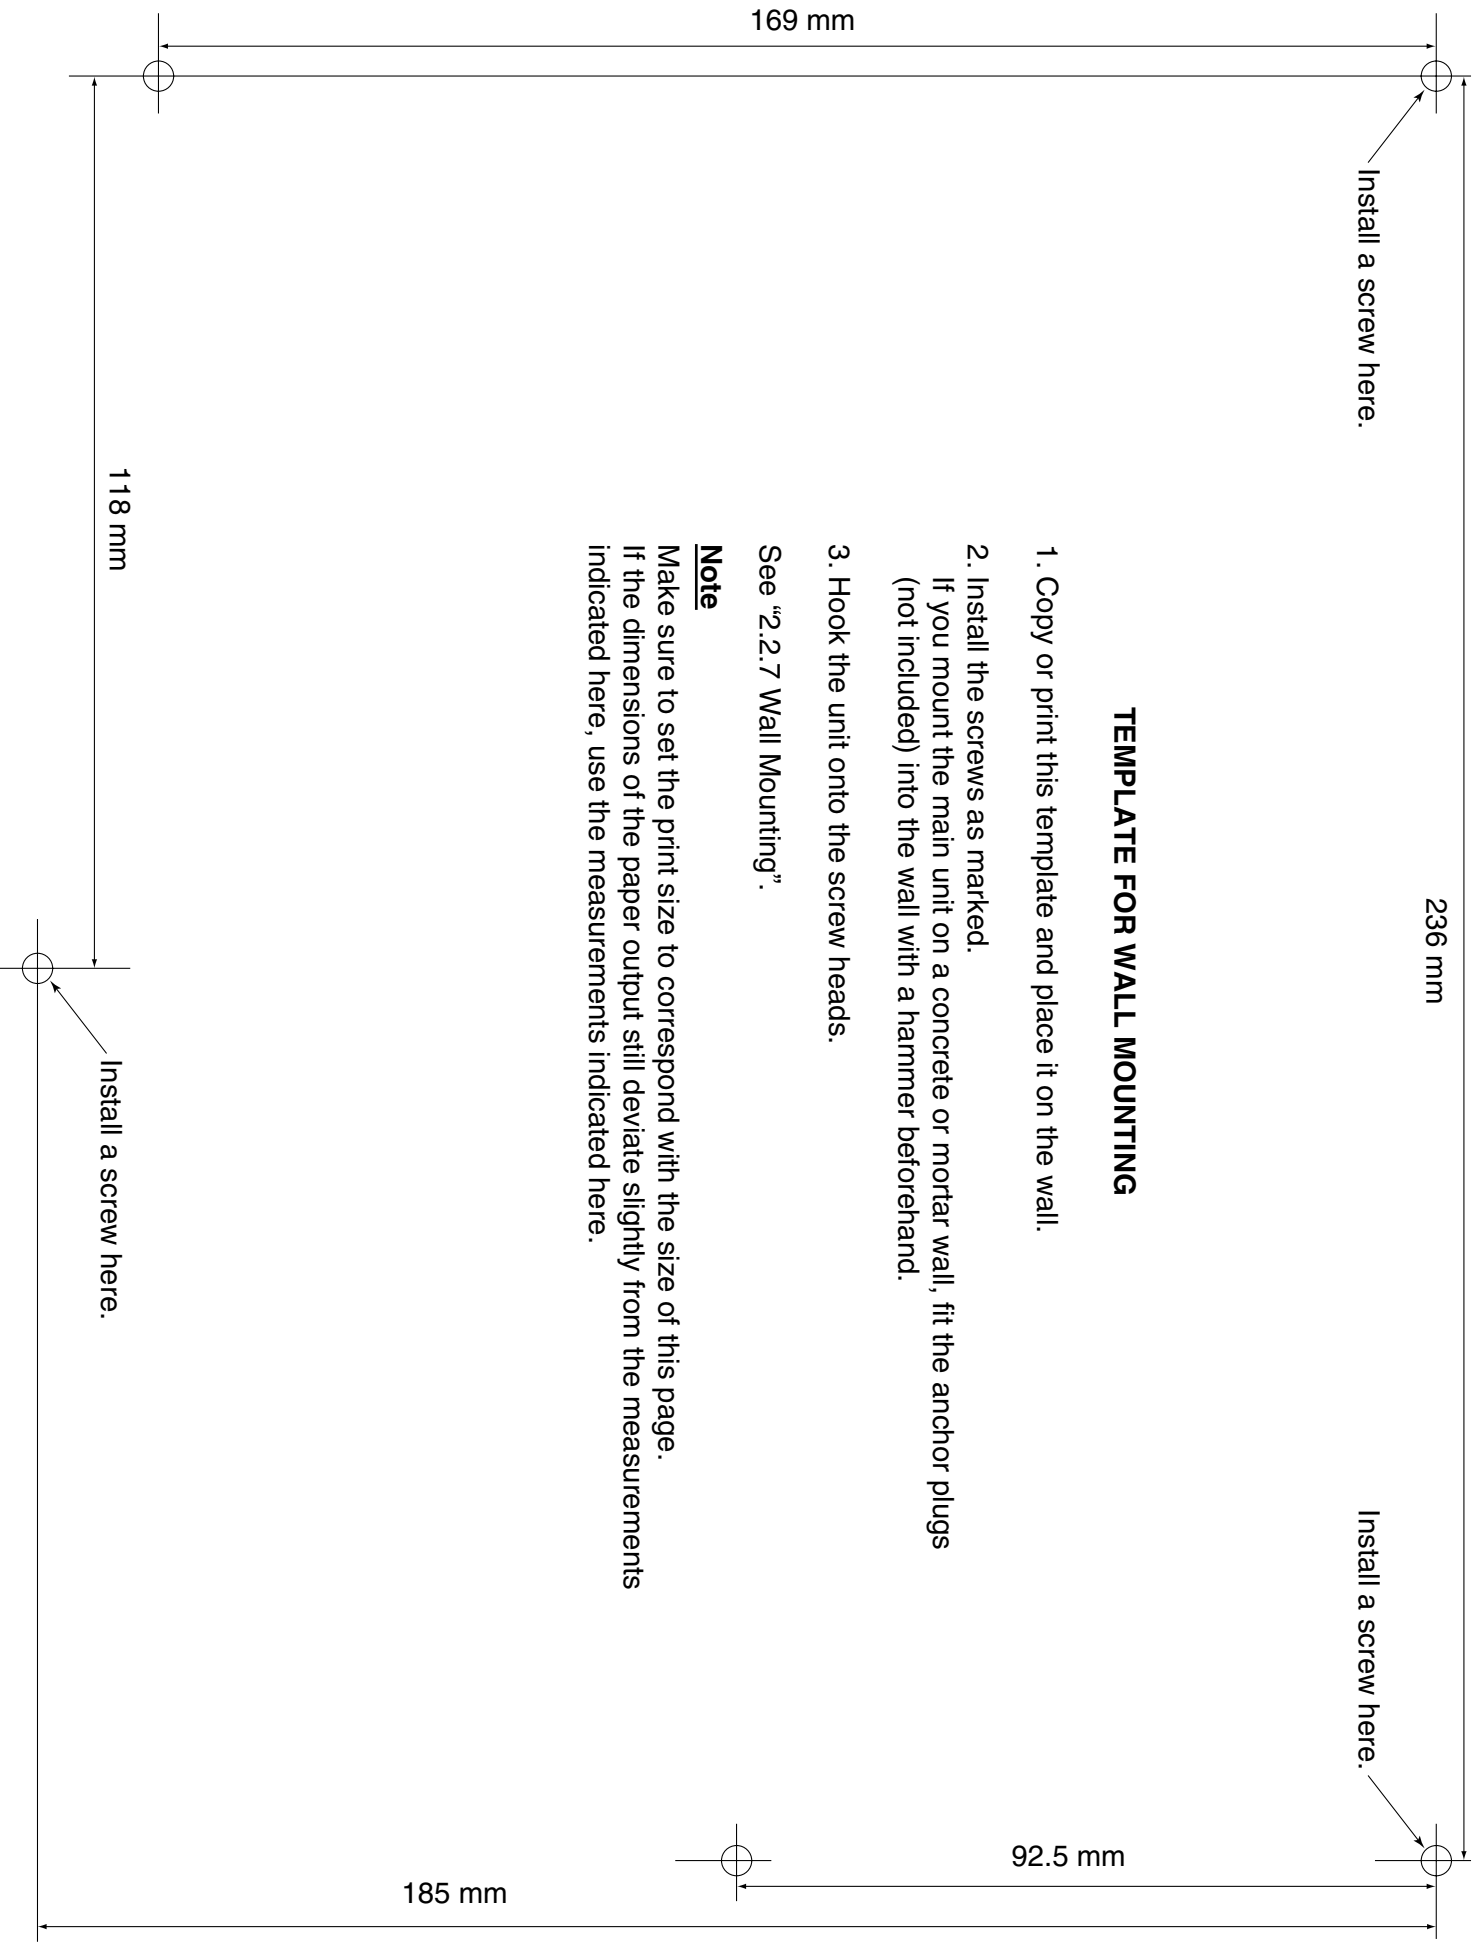 169 mm
236 mm
Install a screw here.
Install a screw here.
TEMPLATE FOR WALL MOUNTING
1. Copy or print this template and place it on the wall.
2. Install the screws as marked.
If you mount the main unit on a concrete or mortar wall, fit the anchor plugs
(not included) into the wall with a hammer beforehand.
3. Hook the unit onto the screw heads.
See “2.2.7 Wall Mounting”.
Note
Make sure to set the print size to correspond with the size of this page.
If the dimensions of the paper output still deviate slightly from the measurements
indicated here, use the measurements indicated here.
92.5 mm
185 mm
118 mm
Install a screw here.